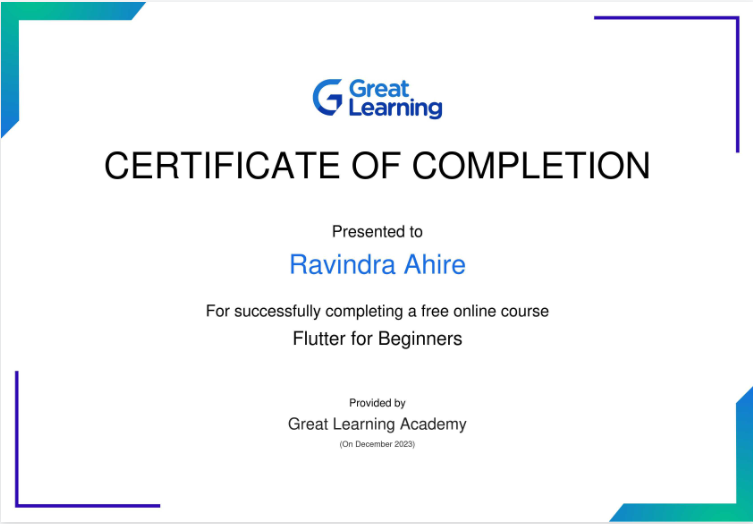 Great
Learning
CERTIFICATE OF COMPLETION
Presented to
Ravindra Ahire
For successfully completing a free online course
Flutter for Beginners
Provided by
Great Learning Academy
(On December 2023)